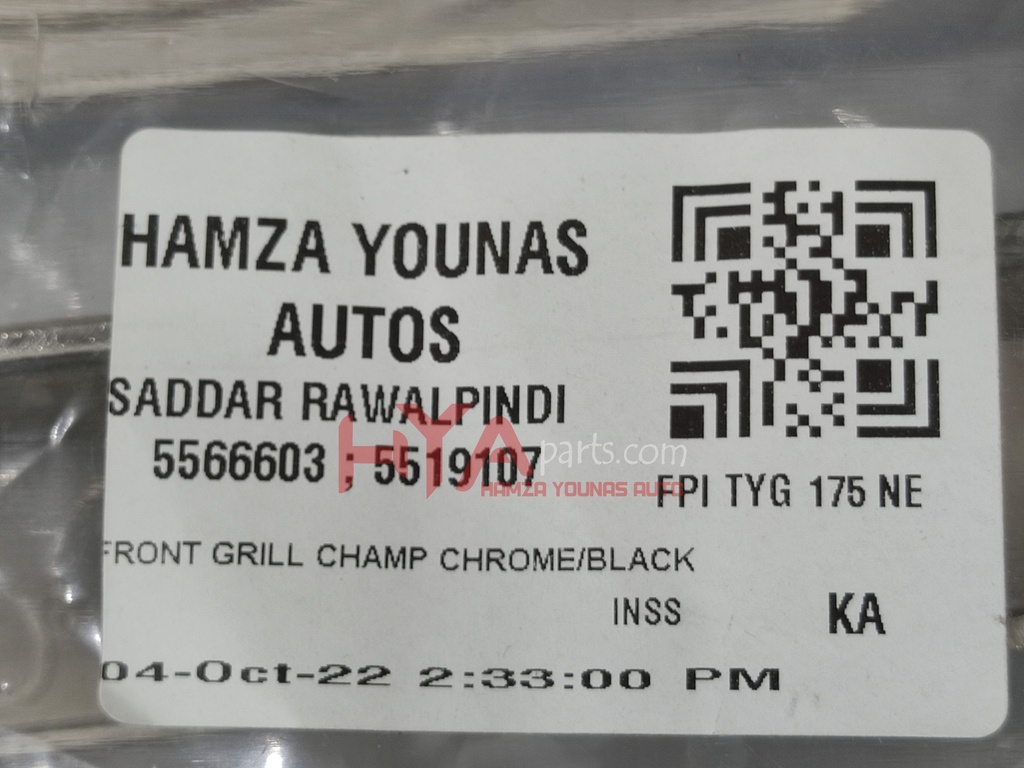 HAMZA YOUNAS
AUTOS
SADDAR RAWALPINDI
5566603 ; 5519107
HYA parts.com
HAMZA YOUNAS AUTO
FPI TYG 175 NE
FRONT GRILL CHAMP CHROME/BLACK
INSS
KA
04-Oct-22 2:33:00 PM